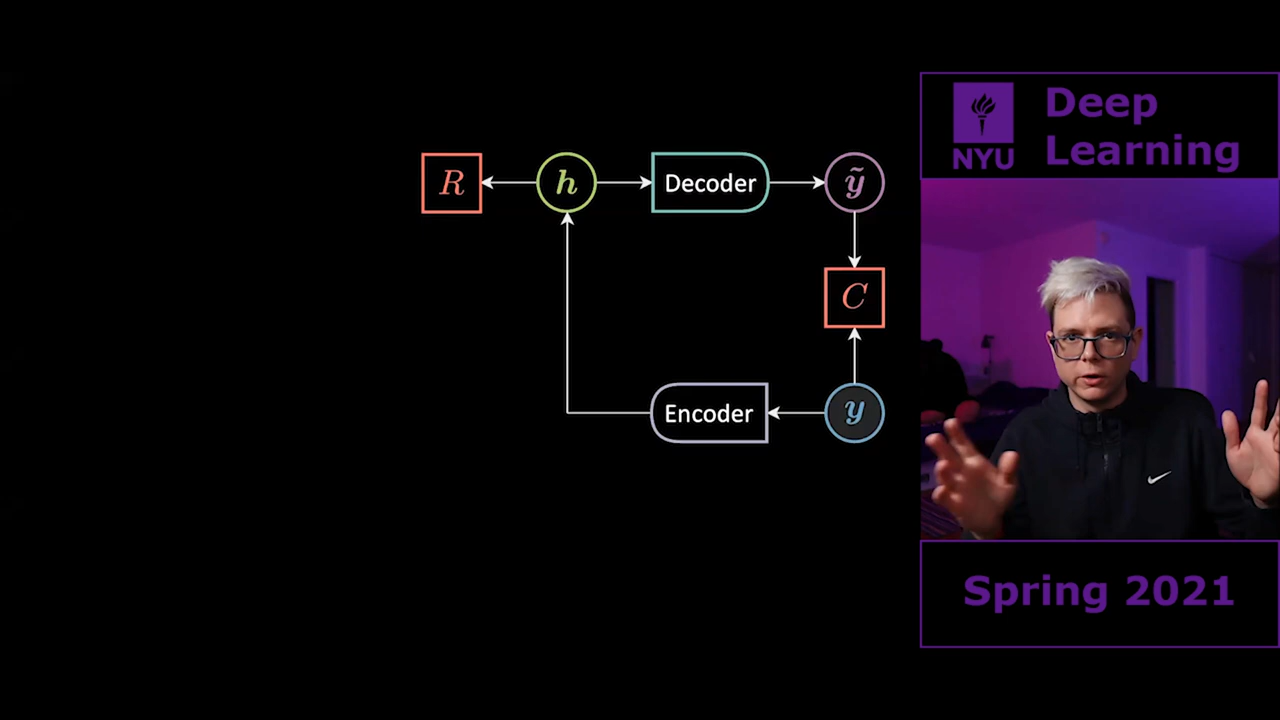 R h Decoder ỹ
C
Encoder y
NYU Deep Learning
Spring 2021